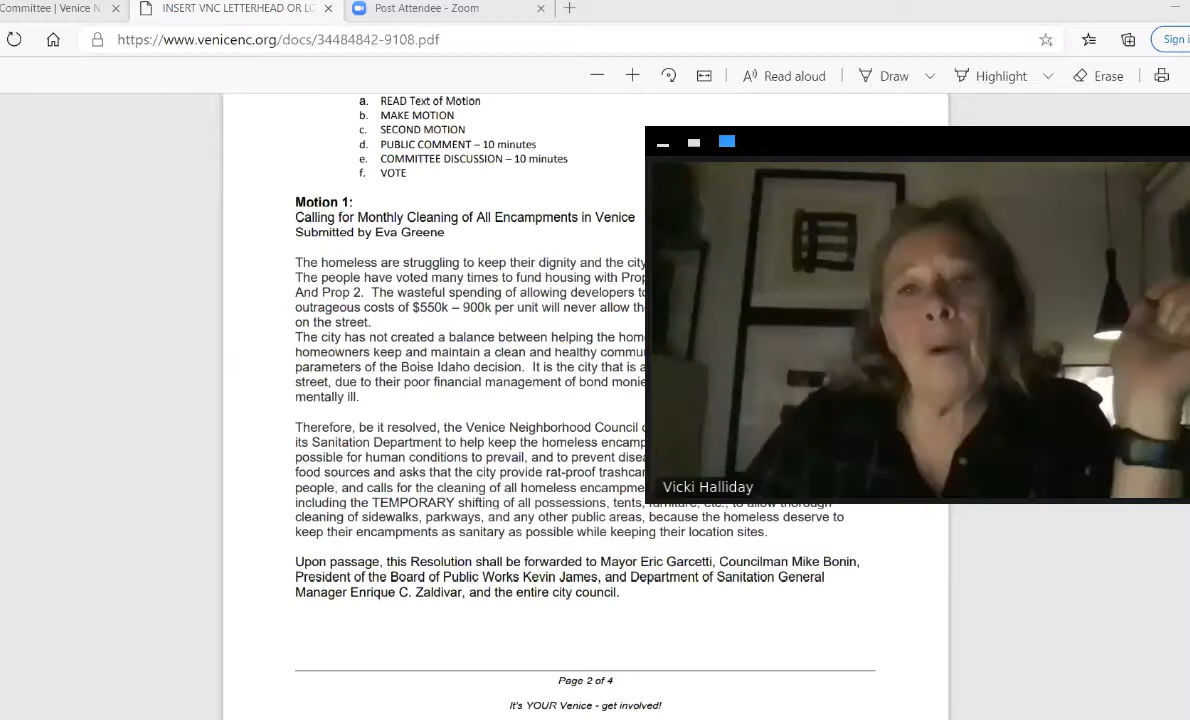 Committee | Venice N
INSERT VNC LETTERHEAD OR LO
Post Attendee - Zoom
https://www.venicenc.org/docs/34484842-9108.pdf
Sign i
Read aloud
Draw
Highlight
Erase
a. READ Text of Motion
b. MAKE MOTION
c. SECOND MOTION
d. PUBLIC COMMENT – 10 minutes
e. COMMITTEE DISCUSSION – 10 minutes
f. VOTE
Motion 1:
Calling for Monthly Cleaning of All Encampments in Venice
Submitted by Eva Greene
The homeless are struggling to keep their dignity and the city
The people have voted many times to fund housing with Prop
And Prop 2. The wasteful spending of allowing developers to
outrageous costs of $550k – 900k per unit will never allow th
on the street.
The city has not created a balance between helping the hom
homeowners keep and maintain a clean and healthy commu
parameters of the Boise Idaho decision. It is the city that is a
street, due to their poor financial management of bond monie
mentally ill.
Therefore, be it resolved, the Venice Neighborhood Council c
its Sanitation Department to help keep the homeless encamp
possible for human conditions to prevail, and to prevent disea
food sources and asks that the city provide rat-proof trashcan
people, and calls for the cleaning of all homeless encampme
including the TEMPORARY shifting of all possessions, tents, furniture, etc., to allow thorough
cleaning of sidewalks, parkways, and any other public areas, because the homeless deserve to
keep their encampments as sanitary as possible while keeping their location sites.
Upon passage, this Resolution shall be forwarded to Mayor Eric Garcetti, Councilman Mike Bonin,
President of the Board of Public Works Kevin James, and Department of Sanitation General
Manager Enrique C. Zaldivar, and the entire city council.
Page 2 of 4
It's YOUR Venice - get involved!
Vicki Halliday